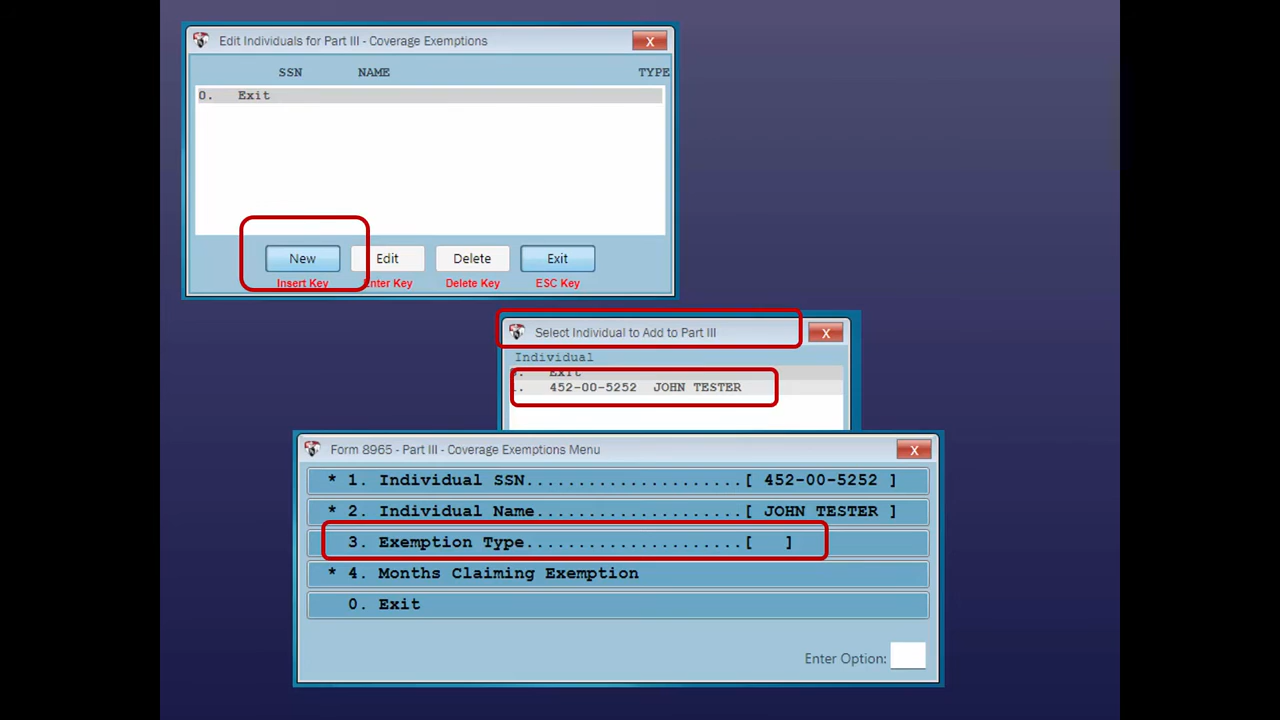 Edit Individuals for Part III - Coverage Exemptions
X
SSN NAME TYPE
0. Exit
New Edit Delete Exit
Insert Key Enter Key Delete Key ESC Key
Select Individual to Add to Part III
X
Individual
0. Exit
1. 452-00-5252 JOHN TESTER
Form 8965 - Part III - Coverage Exemptions Menu
X
* 1. Individual SSN.....................[ 452-00-5252 ]
* 2. Individual Name....................[ JOHN TESTER ]
3. Exemption Type.....................[ ]
* 4. Months Claiming Exemption
0. Exit
Enter Option: